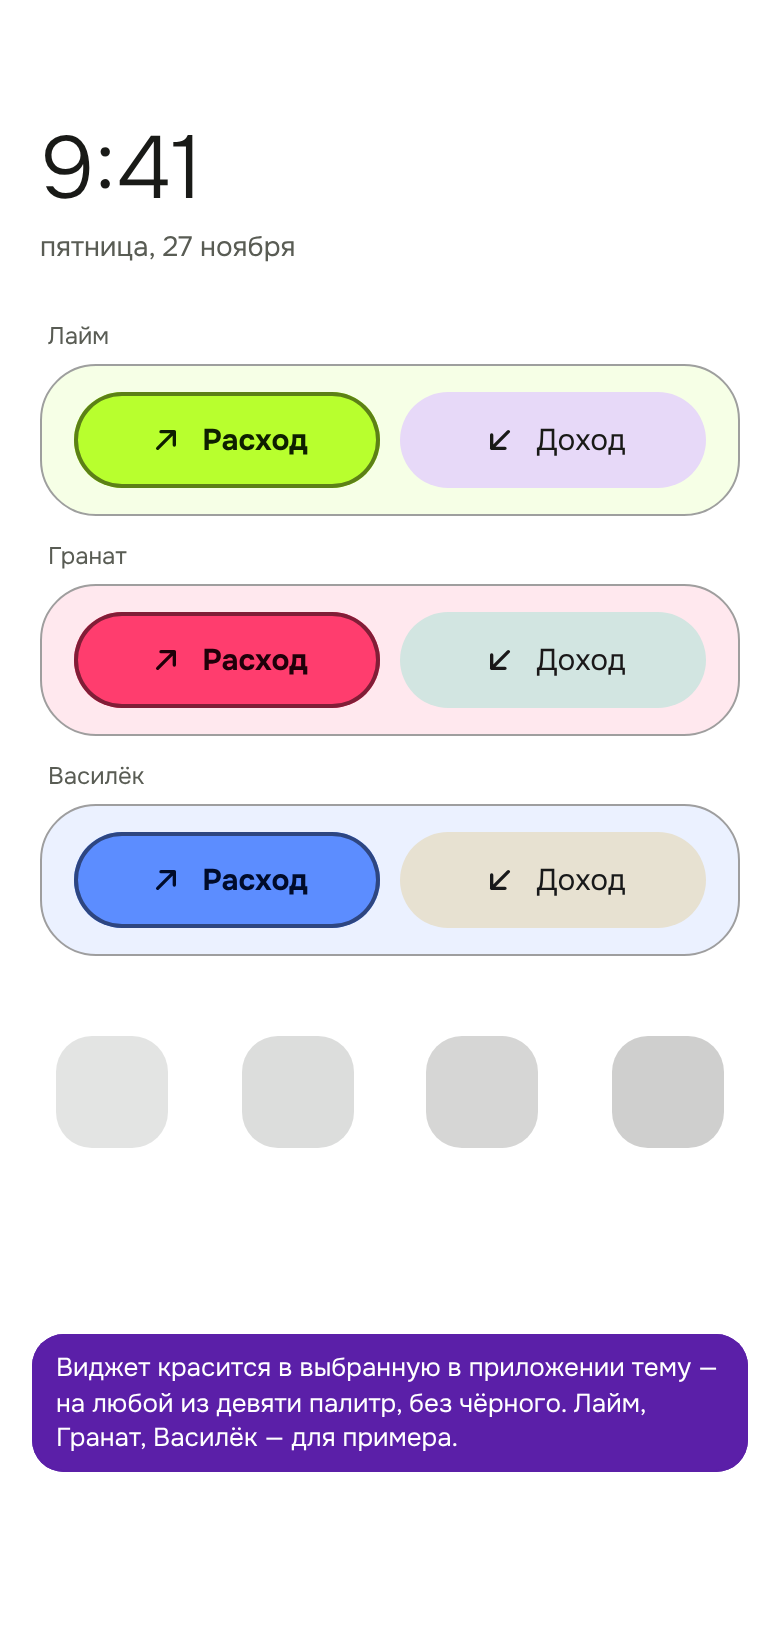 9:41
пятница, 27 ноября
Лайм
Расход
Доход
Гранат
Расход
Доход
Василёк
Расход
Доход
Виджет красится в выбранную в приложении тему —
на любой из девяти палитр, без чёрного. Лайм,
Гранат, Василёк — для примера.